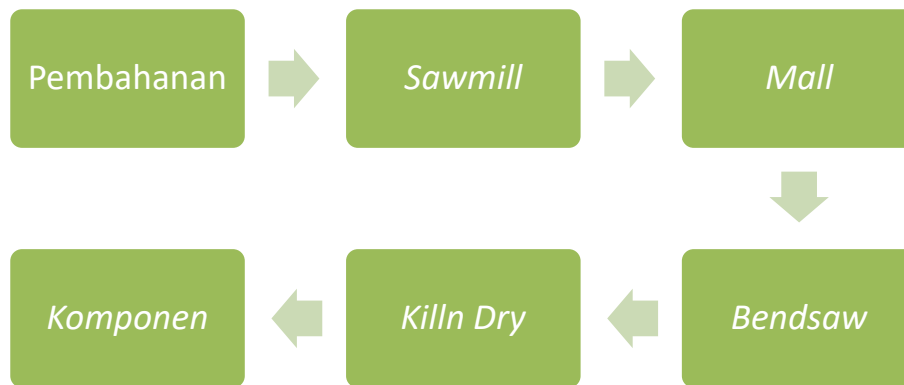 Pembahanan
Sawmill
Mall
Bendsaw
Killn Dry
Komponen